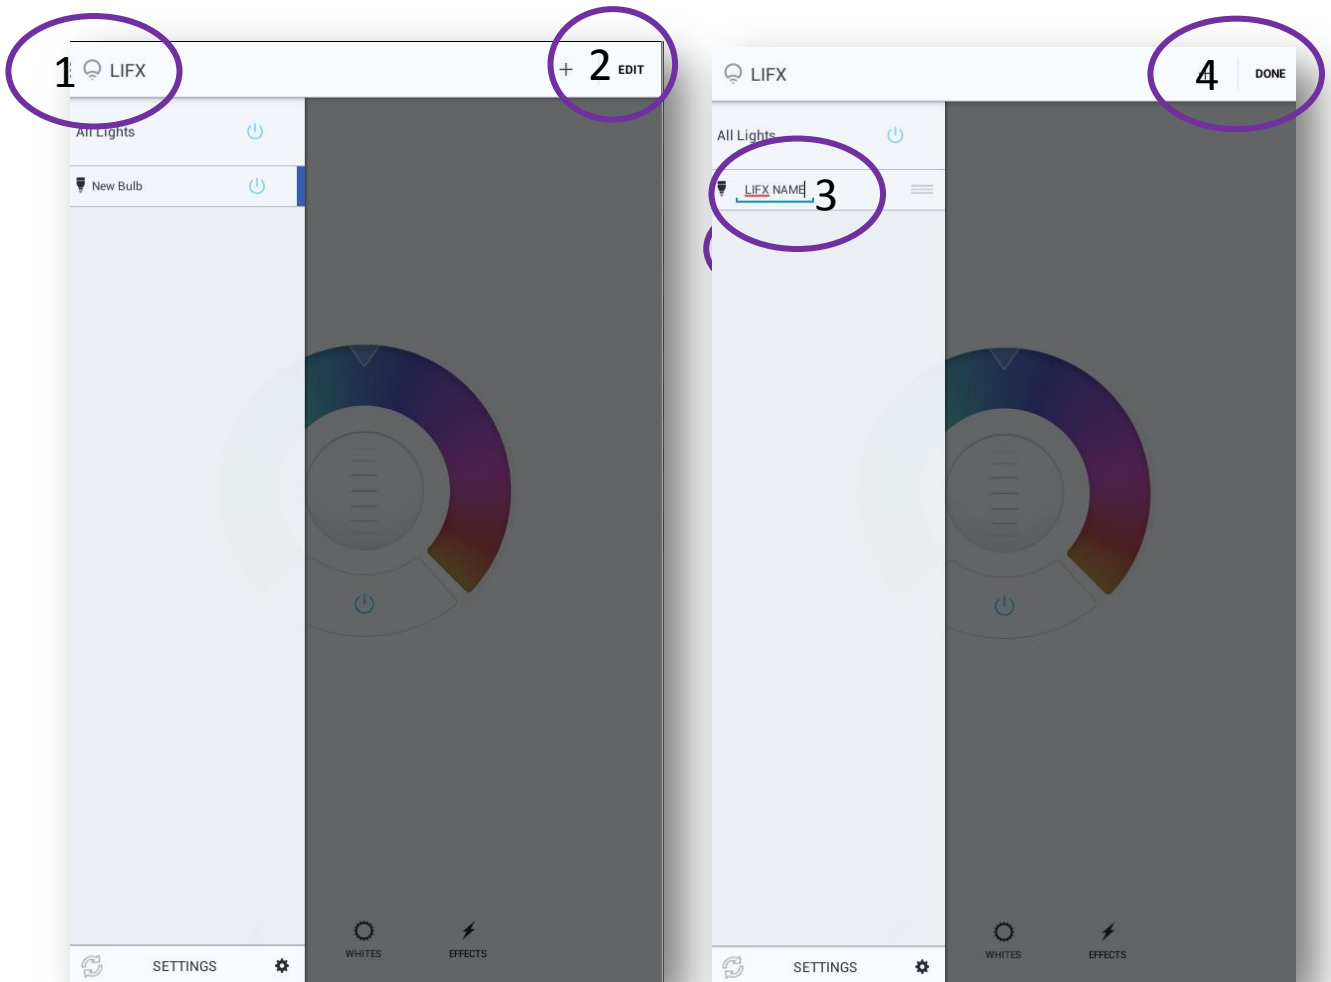 1 LIFX
+ 2 EDIT
All Lights
New Bulb
WHITES
EFFECTS
SETTINGS
LIFX
4 DONE
All Lights
LIFX NAME 3
WHITES
EFFECTS
SETTINGS